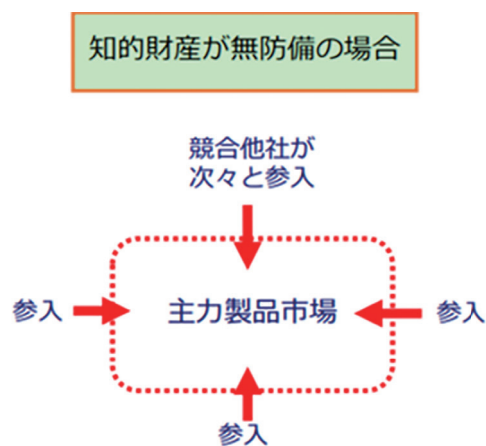 知的財産が無防備の場合
競合他社が
次々と参入
参入
主力製品市場
参入
参入